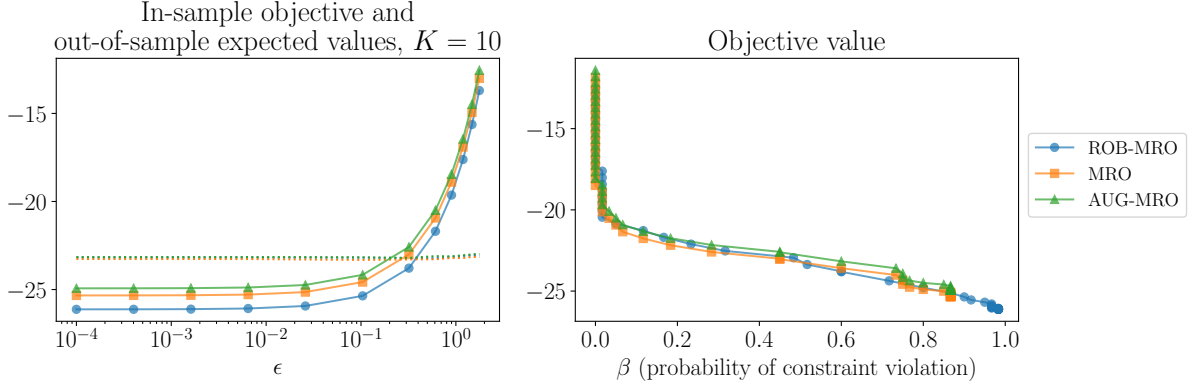 In-sample objective and
out-of-sample expected values, K = 10
−15
−20
−25
10⁻⁴
10⁻³
10⁻²
10⁻¹
10⁰
ϵ
Objective value
−15
−20
−25
0.0
0.2
0.4
0.6
0.8
1.0
β (probability of constraint violation)
ROB-MRO
MRO
AUG-MRO